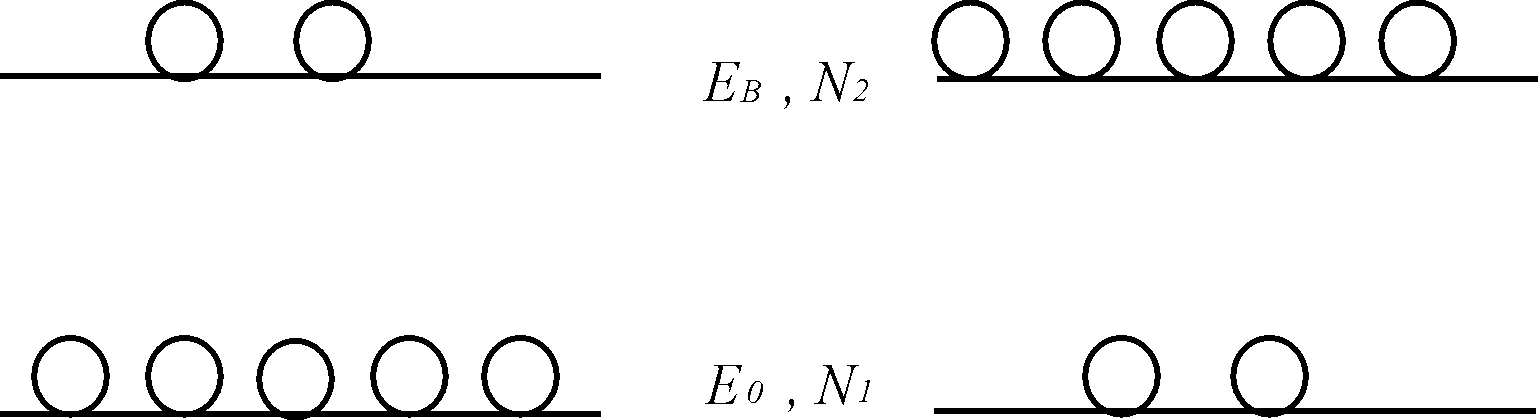 E_B , N_2
E_0 , N_1